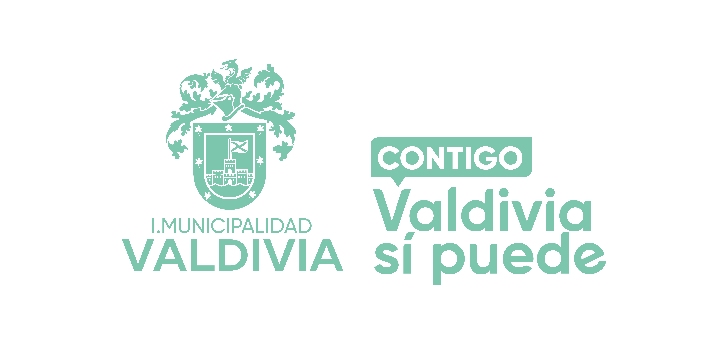 I.MUNICIPALIDAD
VALDIVIA
CONTIGO
Valdivia
sí puede